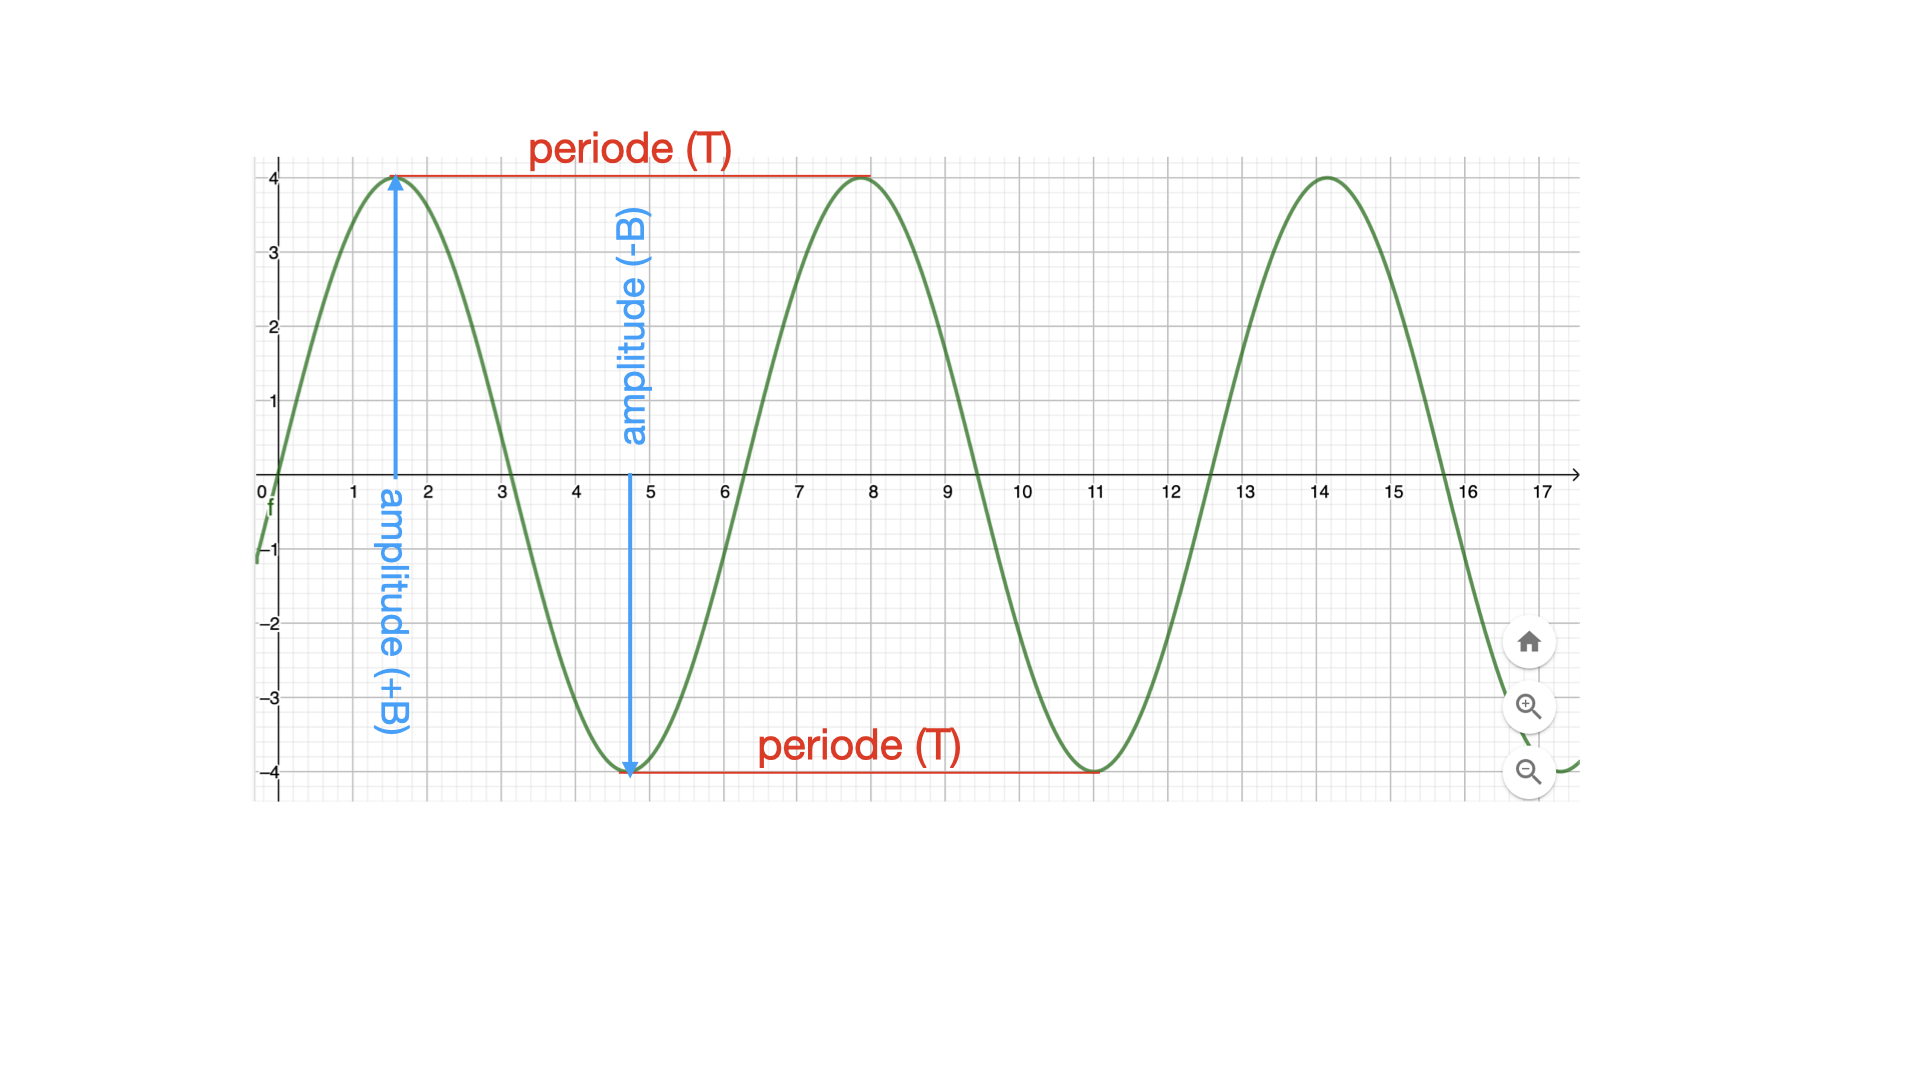 periode (T)
4
3
2
1
amplitude (-B)
0 1 2 3 4 5 6 7 8 9 10 11 12 13 14 15 16 17
f
amplitude (+B)
–1
–2
–3
–4
periode (T)